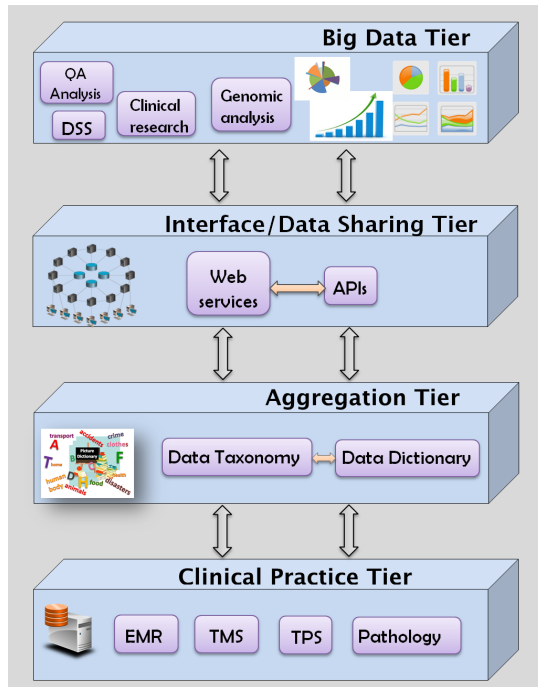 Big Data Tier
QA
Analysis
DSS
Clinical
research
Genomic
analysis
Interface/Data Sharing Tier
Web
services
APIs
Aggregation Tier
transport
accidents
crime
clothes
A
Picture
Dictionary
B
F
T
home
health
human
body
D
H
food
animals
disasters
Data Taxonomy
Data Dictionary
Clinical Practice Tier
EMR
TMS
TPS
Pathology